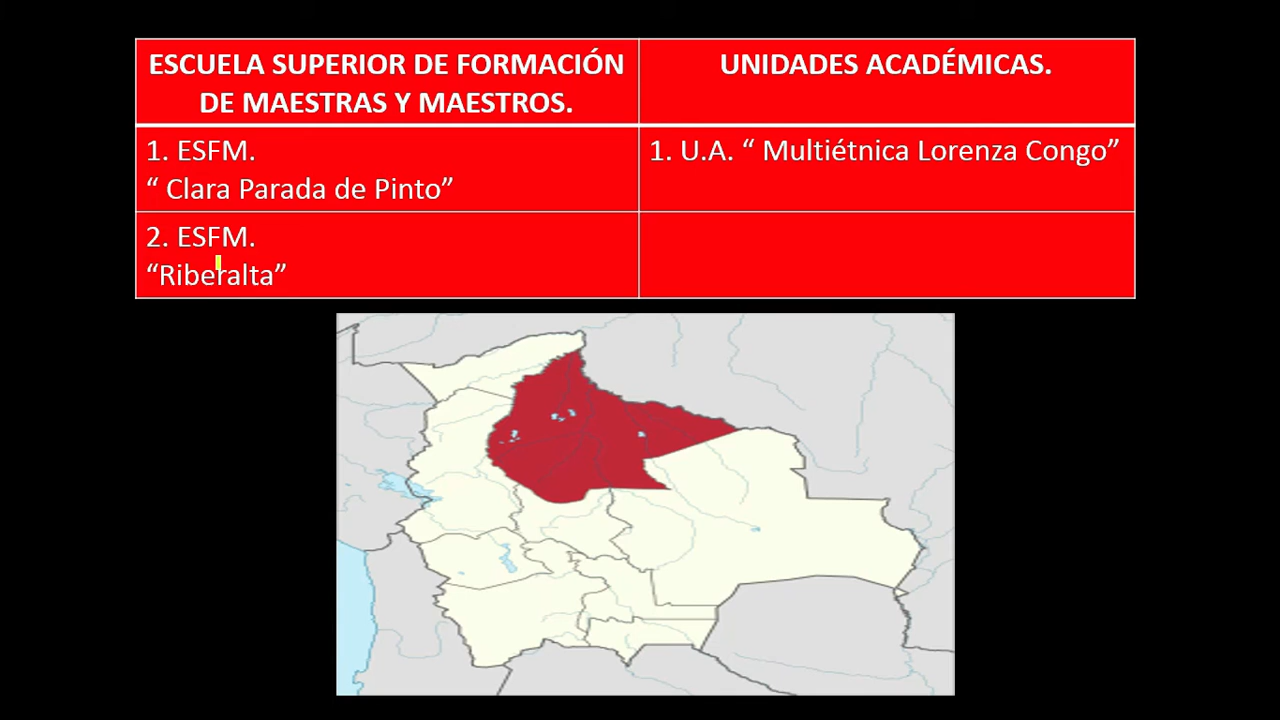 ESCUELA SUPERIOR DE FORMACIÓN
DE MAESTRAS Y MAESTROS.
UNIDADES ACADÉMICAS.
1. ESFM.
“ Clara Parada de Pinto”
1. U.A. “ Multiétnica Lorenza Congo”
2. ESFM.
“Riberalta”